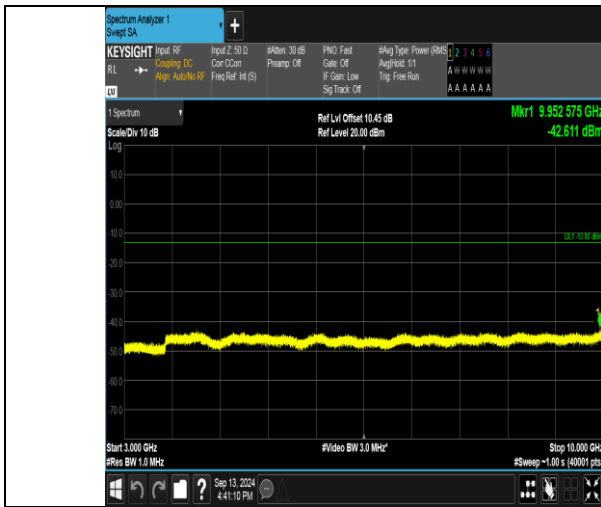 Spectrum Analyzer 1
Swept SA
+
KEYSIGHT Input: RF Input Z: 50 Ω #Atten: 30 dB PNO: Fast #Avg Type: Power (RMS 1 2 3 4 5 6
RL Coupling: DC Corr CCorr Preamp: Off Gate: Off Avg|Hold: 1/1 A W W W W W
Align: Auto/No RF Freq Ref: Int (S) IF Gain: Low Trig: Free Run
Sig Track: Off A A A A A A
LXI
1 Spectrum Ref Lvl Offset 10.45 dB Mkr1 9.952 575 GHz
Scale/Div 10 dB Ref Level 20.00 dBm -42.611 dBm
Log
10.0
0.00
DL1 -13.00 dBm
-10.0
-20.0
-30.0
-40.0
-50.0
-60.0
-70.0
Start 3.000 GHz #Video BW 3.0 MHz* Stop 10.000 GHz
#Res BW 1.0 MHz #Sweep ~1.00 s (40001 pts
? Sep 13, 2024
4:41:10 PM